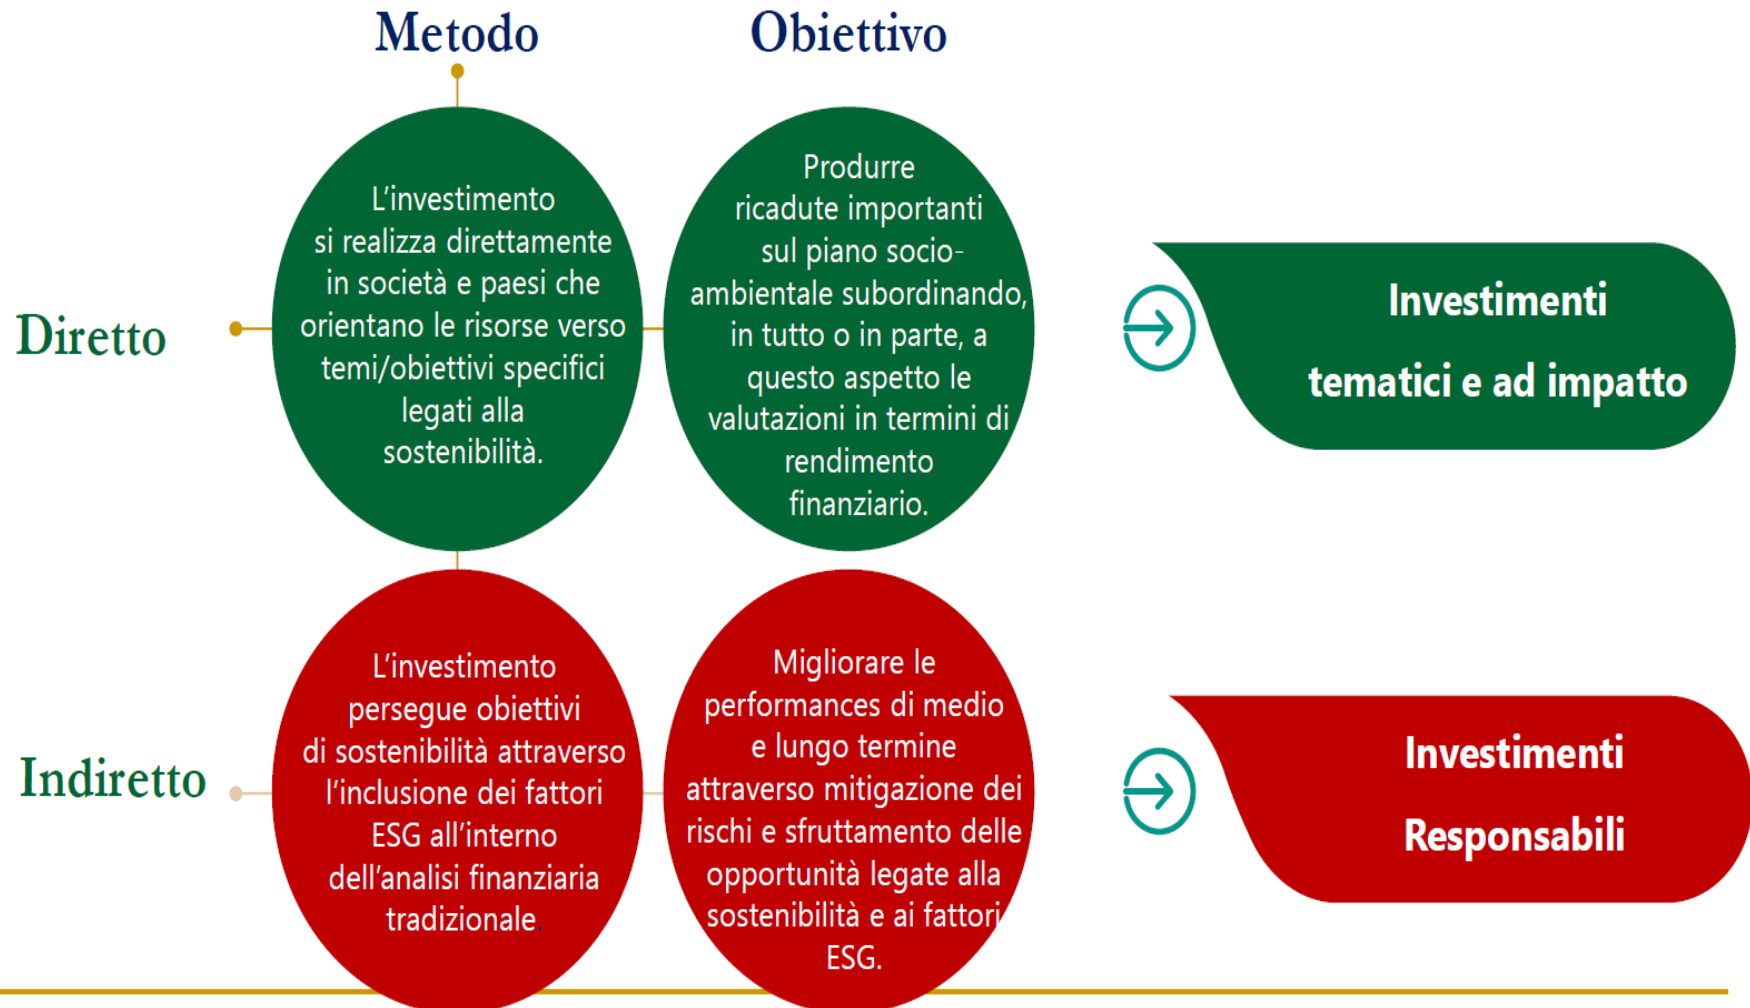 Metodo
Obiettivo
Diretto
L'investimento
si realizza direttamente
in società e paesi che
orientano le risorse verso
temi/obiettivi specifici
legati alla
sostenibilità.
Produrre
ricadute importanti
sul piano socio-
ambientale subordinando,
in tutto o in parte, a
questo aspetto le
valutazioni in termini di
rendimento
finanziario.
Investimenti
tematici e ad impatto
Indiretto
L'investimento
persegue obiettivi
di sostenibilità attraverso
l'inclusione dei fattori
ESG all'interno
dell'analisi finanziaria
tradizionale.
Migliorare le
performances di medio
e lungo termine
attraverso mitigazione dei
rischi e sfruttamento delle
opportunità legate alla
sostenibilità e ai fattori
ESG.
Investimenti
Responsabili